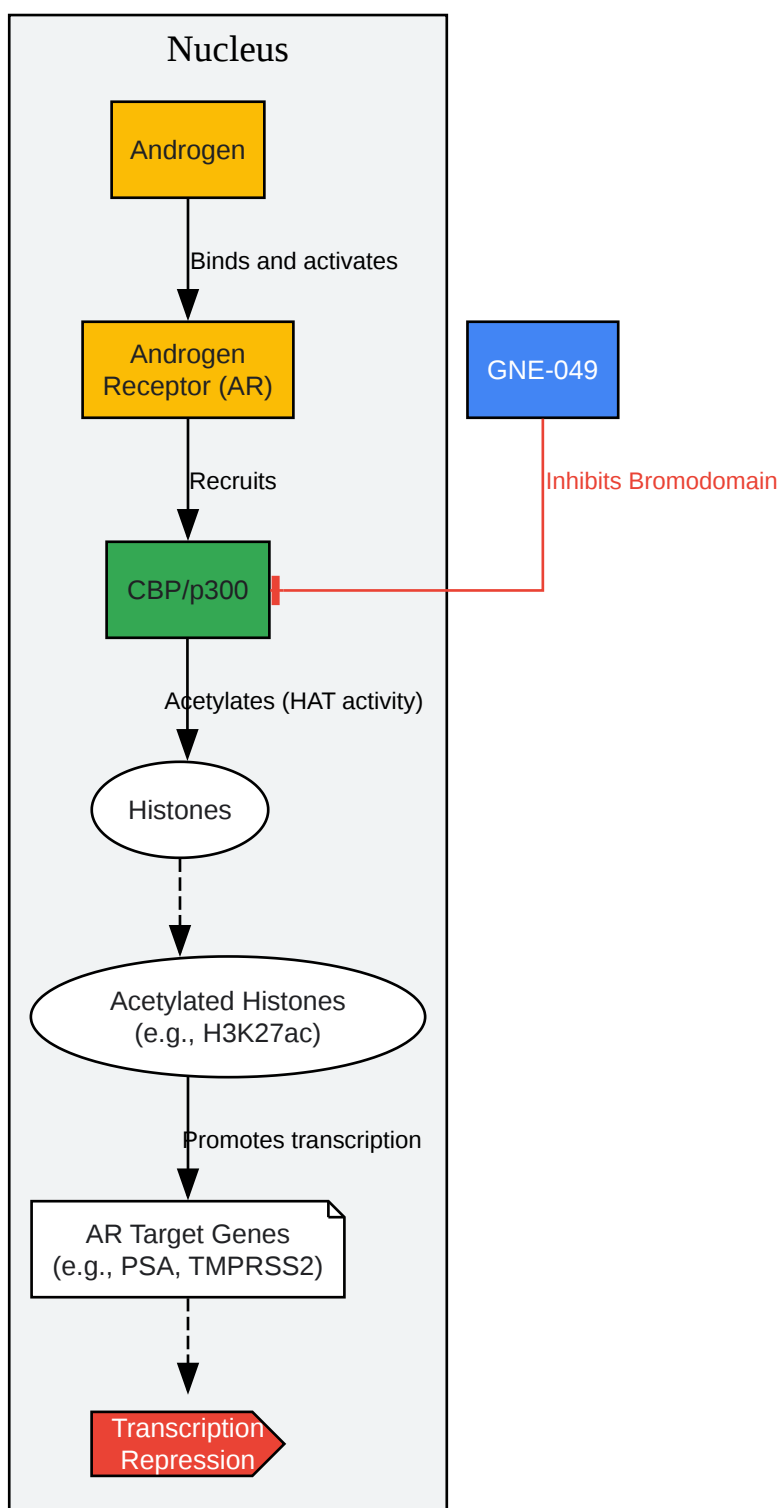 Nucleus
Androgen
Binds and activates
Androgen
Receptor (AR)
GNE-049
Recruits
Inhibits Bromodomain
CBP/p300
Acetylates (HAT activity)
Histones
Acetylated Histones
(e.g., H3K27ac)
Promotes transcription
AR Target Genes
(e.g., PSA, TMPRSS2)
Transcription
Repression